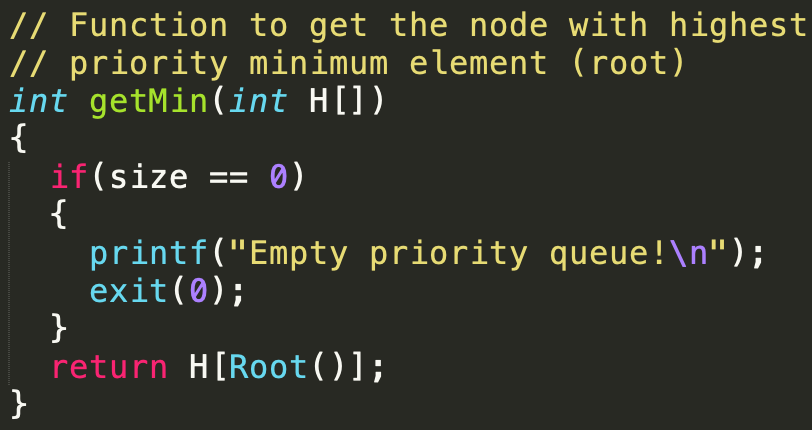 // Function to get the node with highest
// priority minimum element (root)
int getMin(int H[])
{
  if(size == 0)
  {
    printf("Empty priority queue!\n");
    exit(0);
  }
  return H[Root()];
}